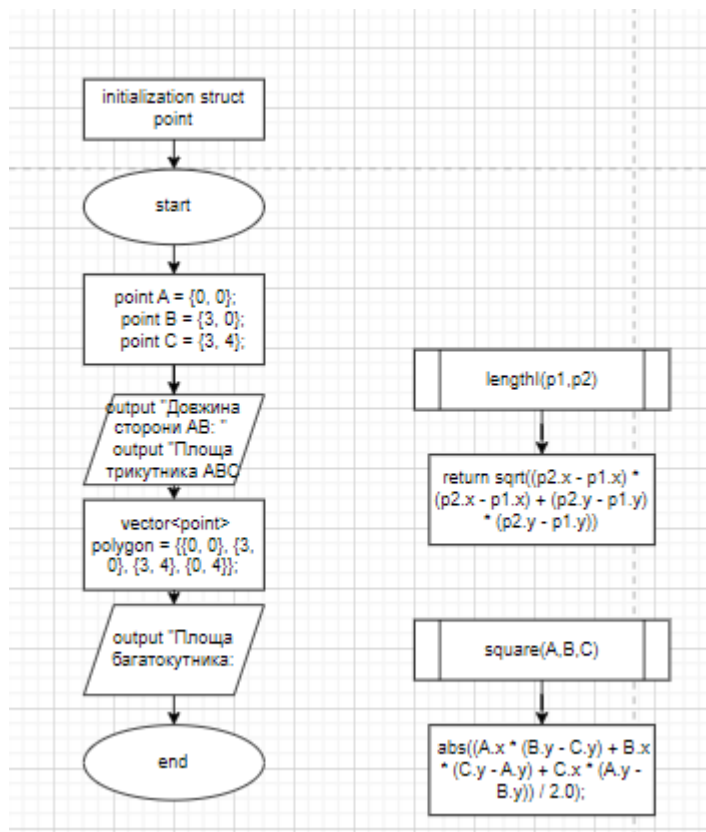 initialization struct
point
start
point A = {0, 0};
point B = {3, 0};
point C = {3, 4};
output "Довжина
сторони AB: "
output "Площа
трикутника ABC
vector<point>
polygon = {{0, 0}, {3,
0}, {3, 4}, {0, 4}};
output "Площа
багатокутника:
end
lengthl(p1,p2)
return sqrt((p2.x - p1.x) *
(p2.x - p1.x) + (p2.y - p1.y)
* (p2.y - p1.y))
square(A,B,C)
abs((A.x * (B.y - C.y) + B.x
* (C.y - A.y) + C.x * (A.y -
B.y)) / 2.0);